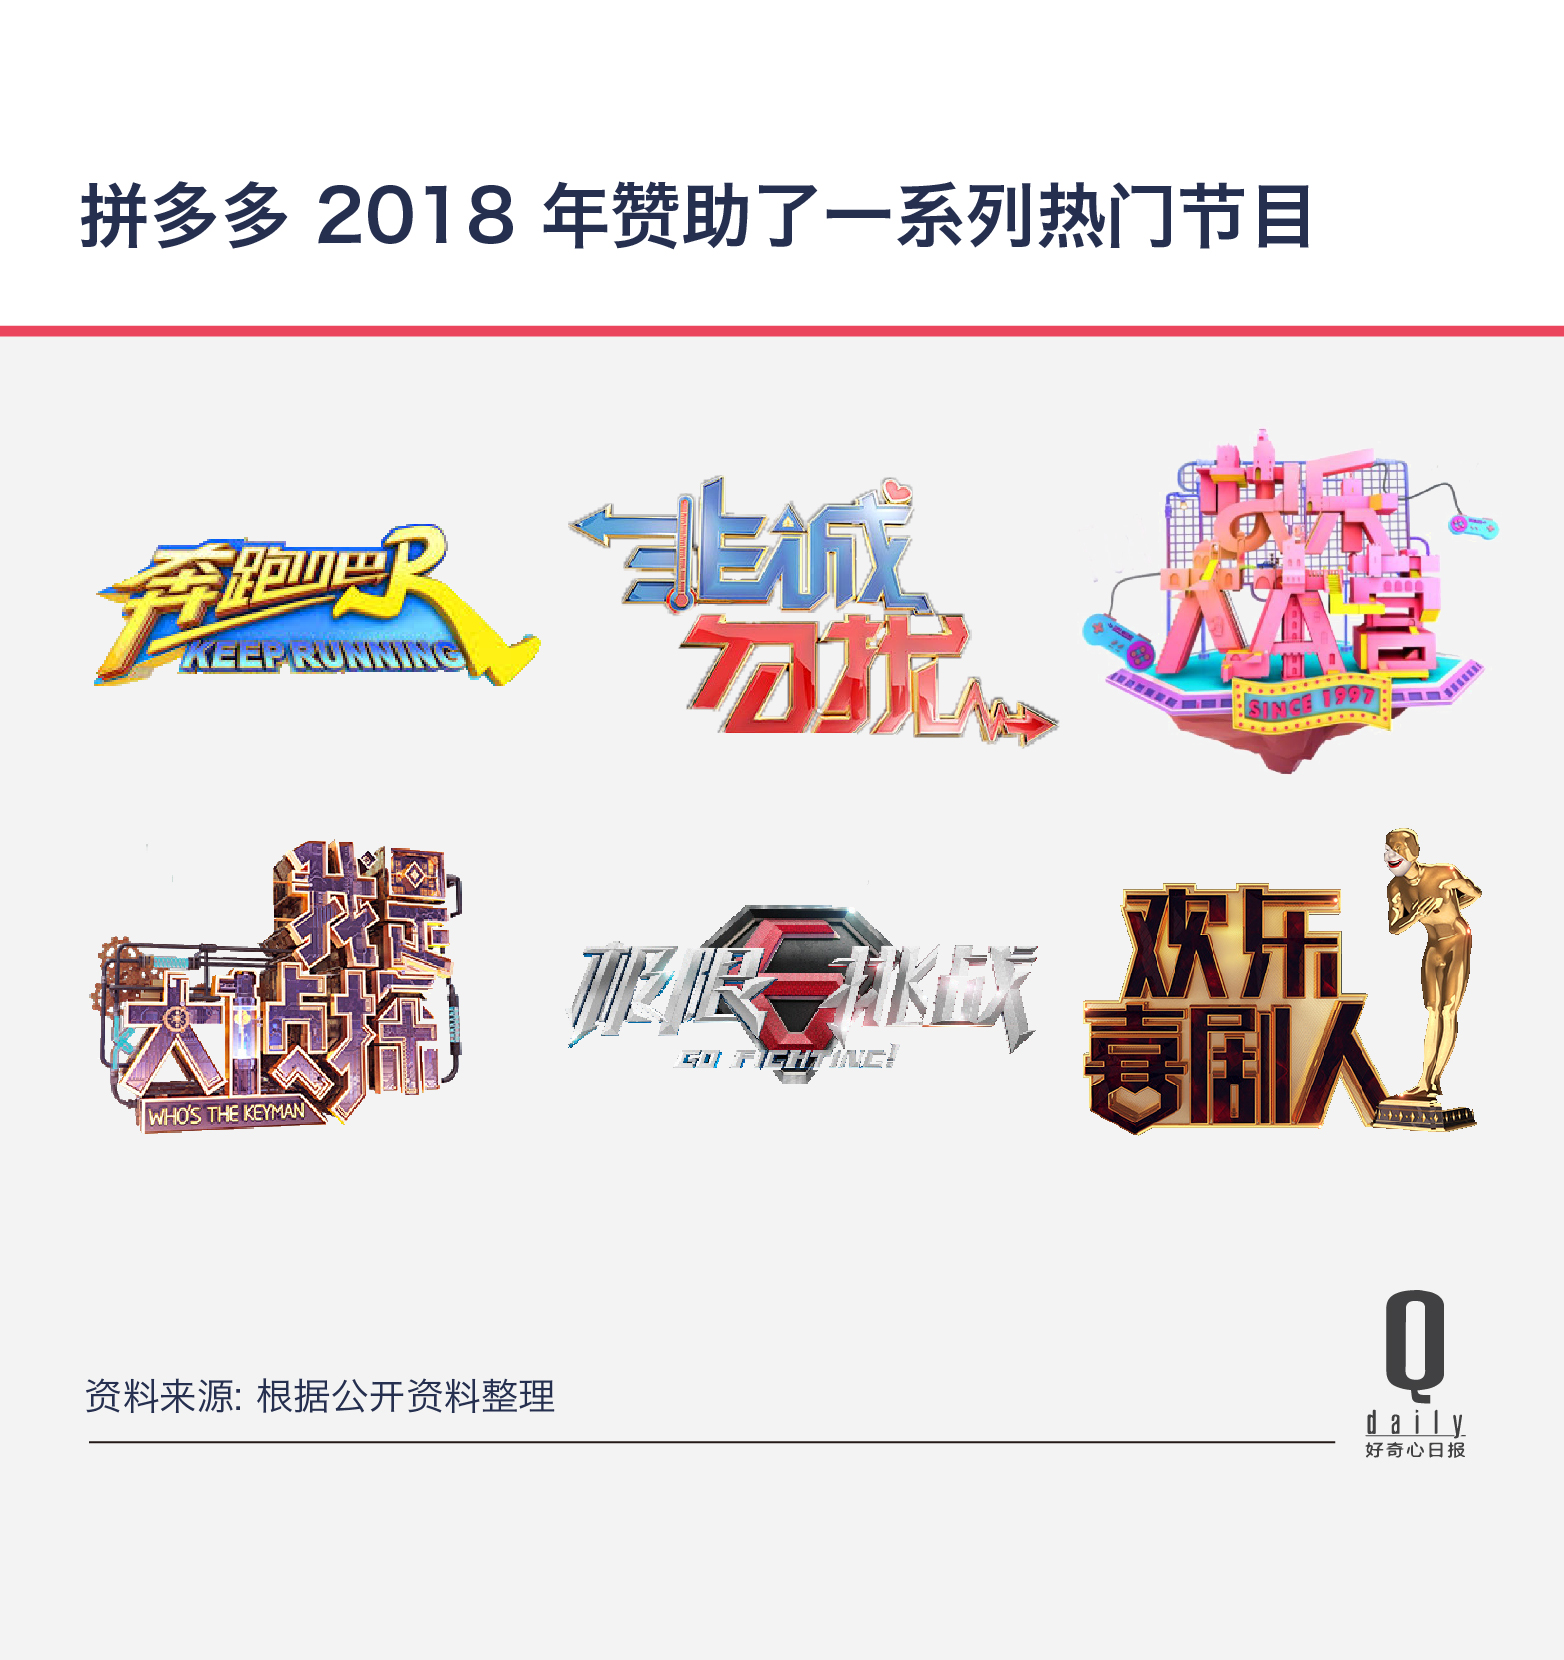 拼多多 2018 年赞助了一系列热门节目
奔跑吧R
KEEP RUNNING
非诚
勿扰
快乐
大本营
SINCE 1997
我是
大侦探
WHO'S THE KEYMAN
极限挑战
GO FIGHTING!
欢乐
喜剧人
资料来源: 根据公开资料整理
Q
daily
好奇心日报